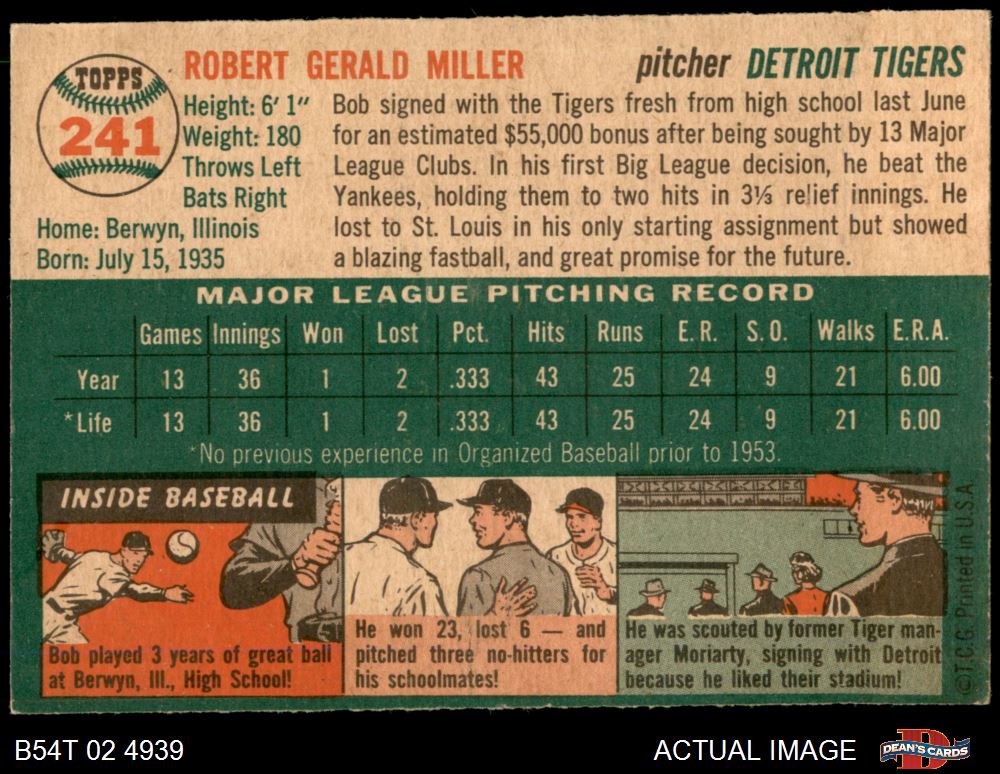 TOPPS
241
ROBERT GERALD MILLER
pitcher DETROIT TIGERS
Height: 6' 1"
Weight: 180
Throws Left
Bats Right
Home: Berwyn, Illinois
Born: July 15, 1935
Bob signed with the Tigers fresh from high school last June
for an estimated $55,000 bonus after being sought by 13 Major
League Clubs. In his first Big League decision, he beat the
Yankees, holding them to two hits in 3⅓ relief innings. He
lost to St. Louis in his only starting assignment but showed
a blazing fastball, and great promise for the future.
MAJOR LEAGUE PITCHING RECORD
Games Innings Won Lost Pct. Hits Runs E. R. S. O. Walks E.R.A.
Year 13 36 1 2 .333 43 25 24 9 21 6.00
*Life 13 36 1 2 .333 43 25 24 9 21 6.00
*No previous experience in Organized Baseball prior to 1953.
INSIDE BASEBALL
Bob played 3 years of great ball
at Berwyn, Ill., High School!
He won 23, lost 6 — and
pitched three no-hitters for
his schoolmates!
He was scouted by former Tiger man-
ager Moriarty, signing with Detroit
because he liked their stadium!
©T.C.G. Printed in U.S.A
B54T 02 4939
ACTUAL IMAGE
DEAN'S CARDS